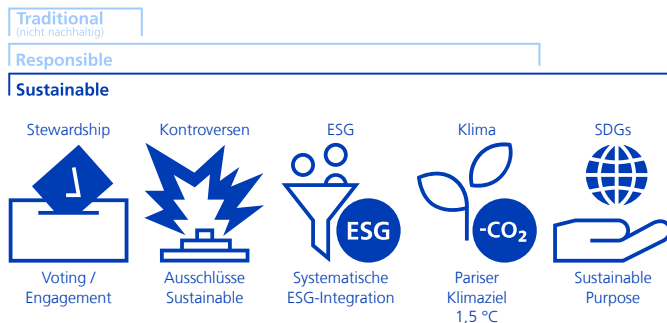 Traditional
(nicht nachhaltig)
Responsible
Sustainable
Stewardship
Kontroversen
ESG
Klima
SDGs
ESG
-CO₂
Voting /
Engagement
Ausschlüsse
Sustainable
Systematische
ESG-Integration
Pariser
Klimaziel
1,5 °C
Sustainable
Purpose